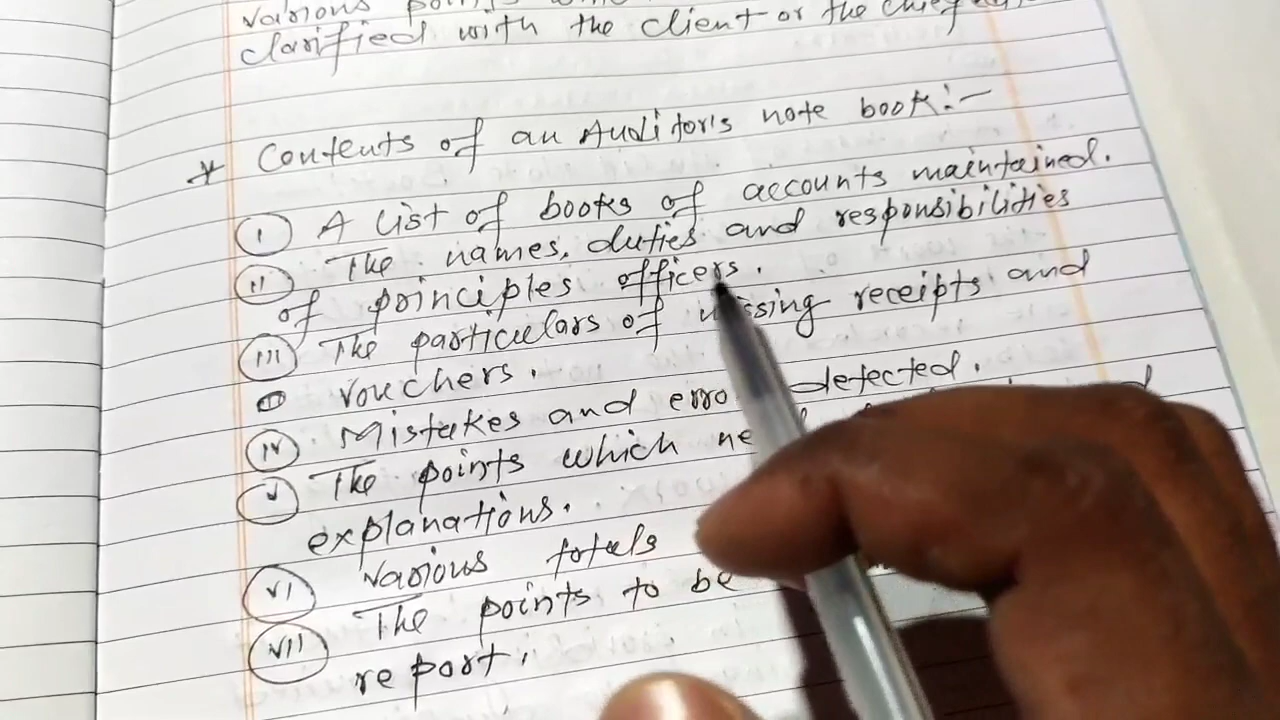 various points
clarified with the client or the chief
* Contents of an Auditor's note book:-
(I) A list of books of accounts maintained.
(II) The names, duties and responsibilities
of principles officers.
(III) The particulars of missing receipts and
vouchers.
(IV) Mistakes and erro detected.
(V) The points which ne
explanations.
(VI) Various totals
(VII) The points to be
report.